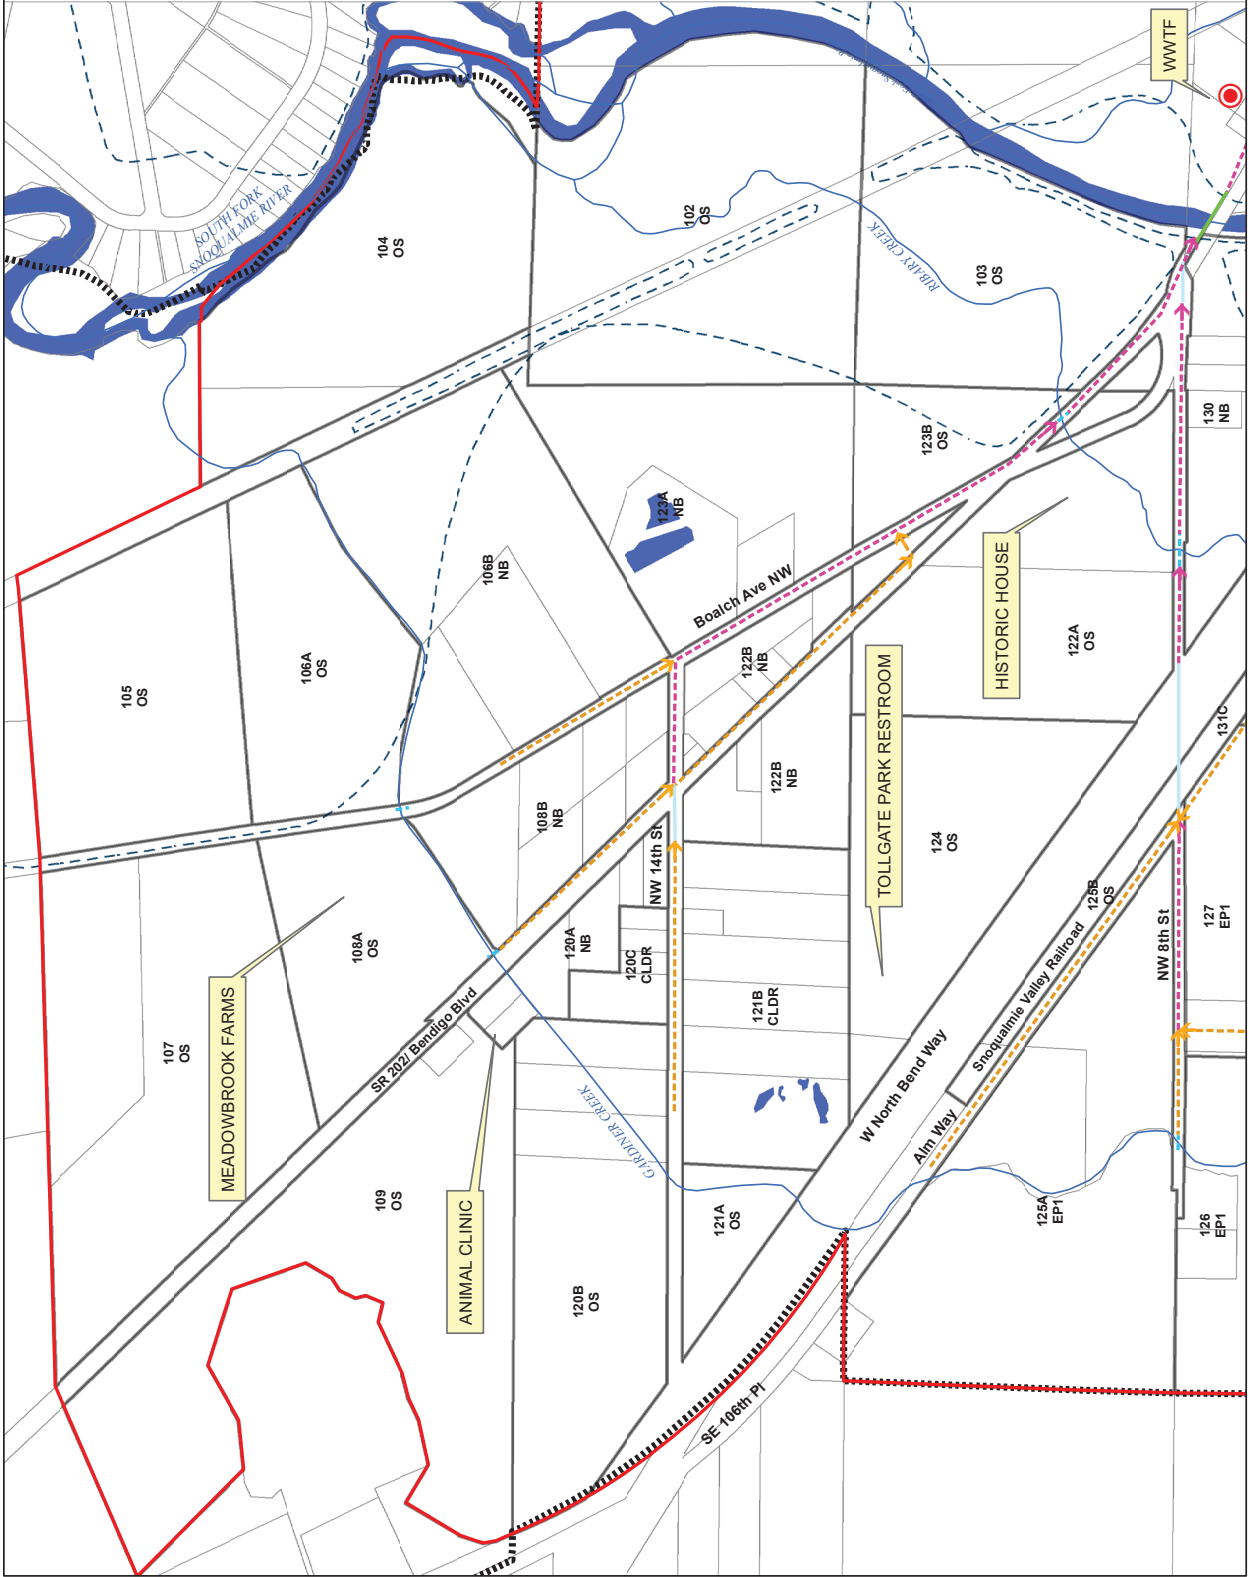 WWTF
SOUTH FORK
SNOQUALMIE RIVER
104
OS
102
OS
RIBARY CREEK
103
OS
130
NB
123B
OS
123A
NB
105
OS
106A
OS
106B
NB
Boalch Ave NW
HISTORIC HOUSE
122A
OS
122B
NB
131C
TOLLGATE PARK RESTROOM
122B
NB
108B
NB
NW 14th St
124
OS
125B
OS
127
EP1
NW 8th St
MEADOWBROOK FARMS
108A
OS
120A
NB
120C
CLDR
121B
CLDR
107
OS
SR 202/ Bendigo Blvd
Snoqualmie Valley Railroad
W North Bend Way
Alm Way
GARDINER CREEK
109
OS
ANIMAL CLINIC
121A
OS
125A
EP1
126
EP1
120B
OS
SE 106th Pl